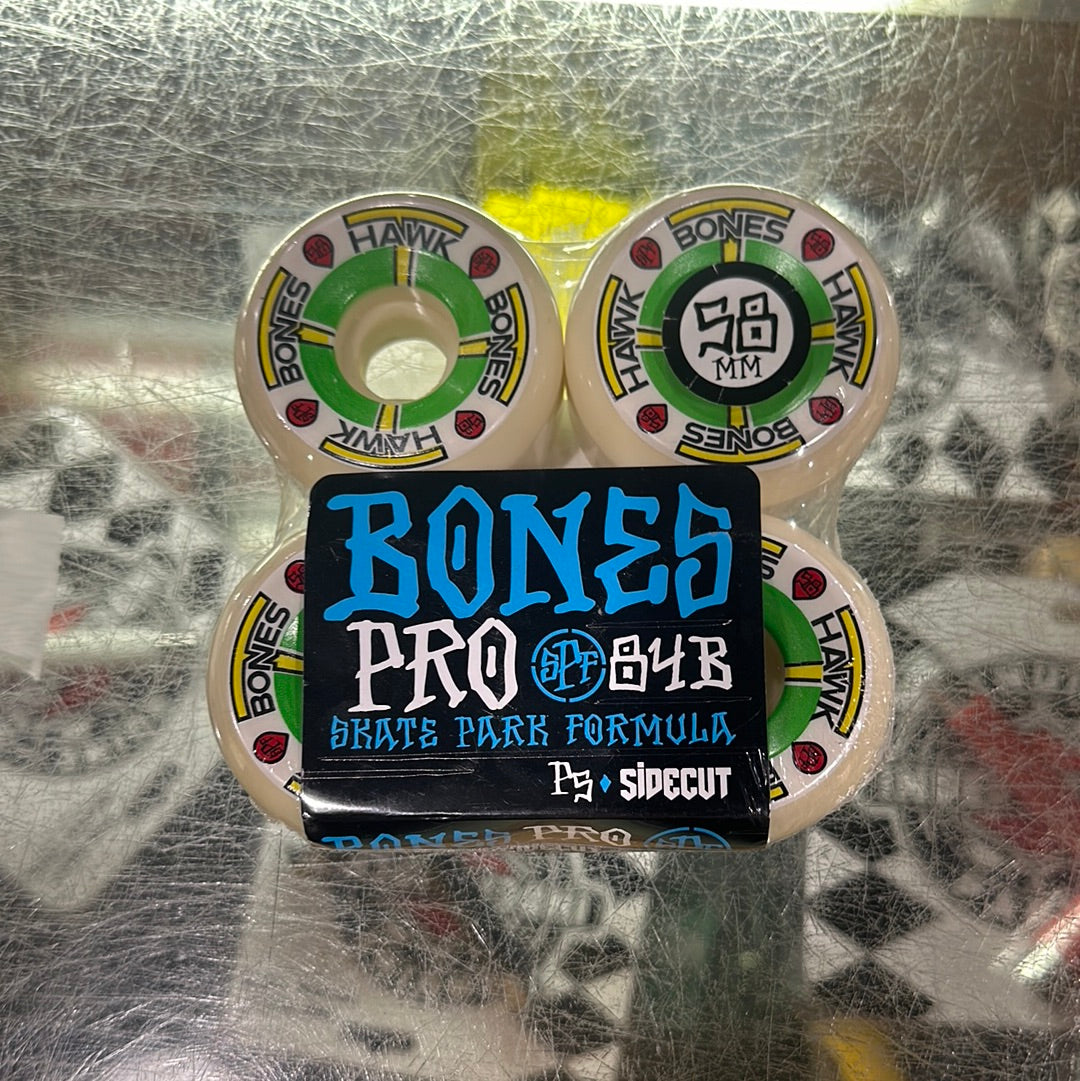 HAWK
BONES
BONES
HAWK
BONES
HAWK
HAWK
BONES
58
MM
BONES
HAWK
BONES
PRO SPF 84B
SKATE PARK FORMULA
P5 SIDECUT
BONES PRO SPF